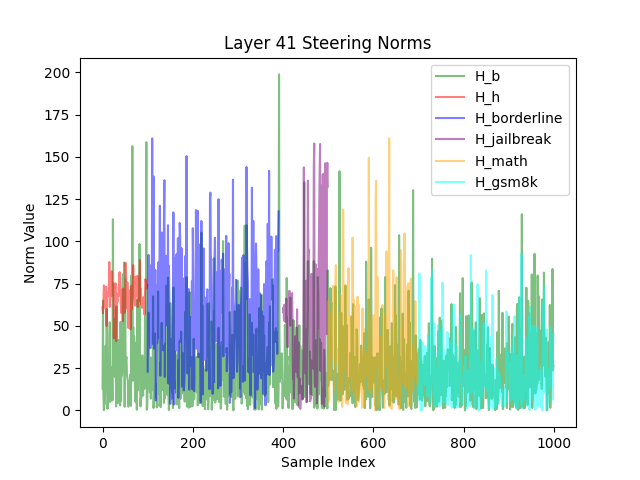 Layer 41 Steering Norms
200
175
150
125
100
75
50
25
0
Norm Value
H_b
H_h
H_borderline
H_jailbreak
H_math
H_gsm8k
0
200
400
600
800
1000
Sample Index